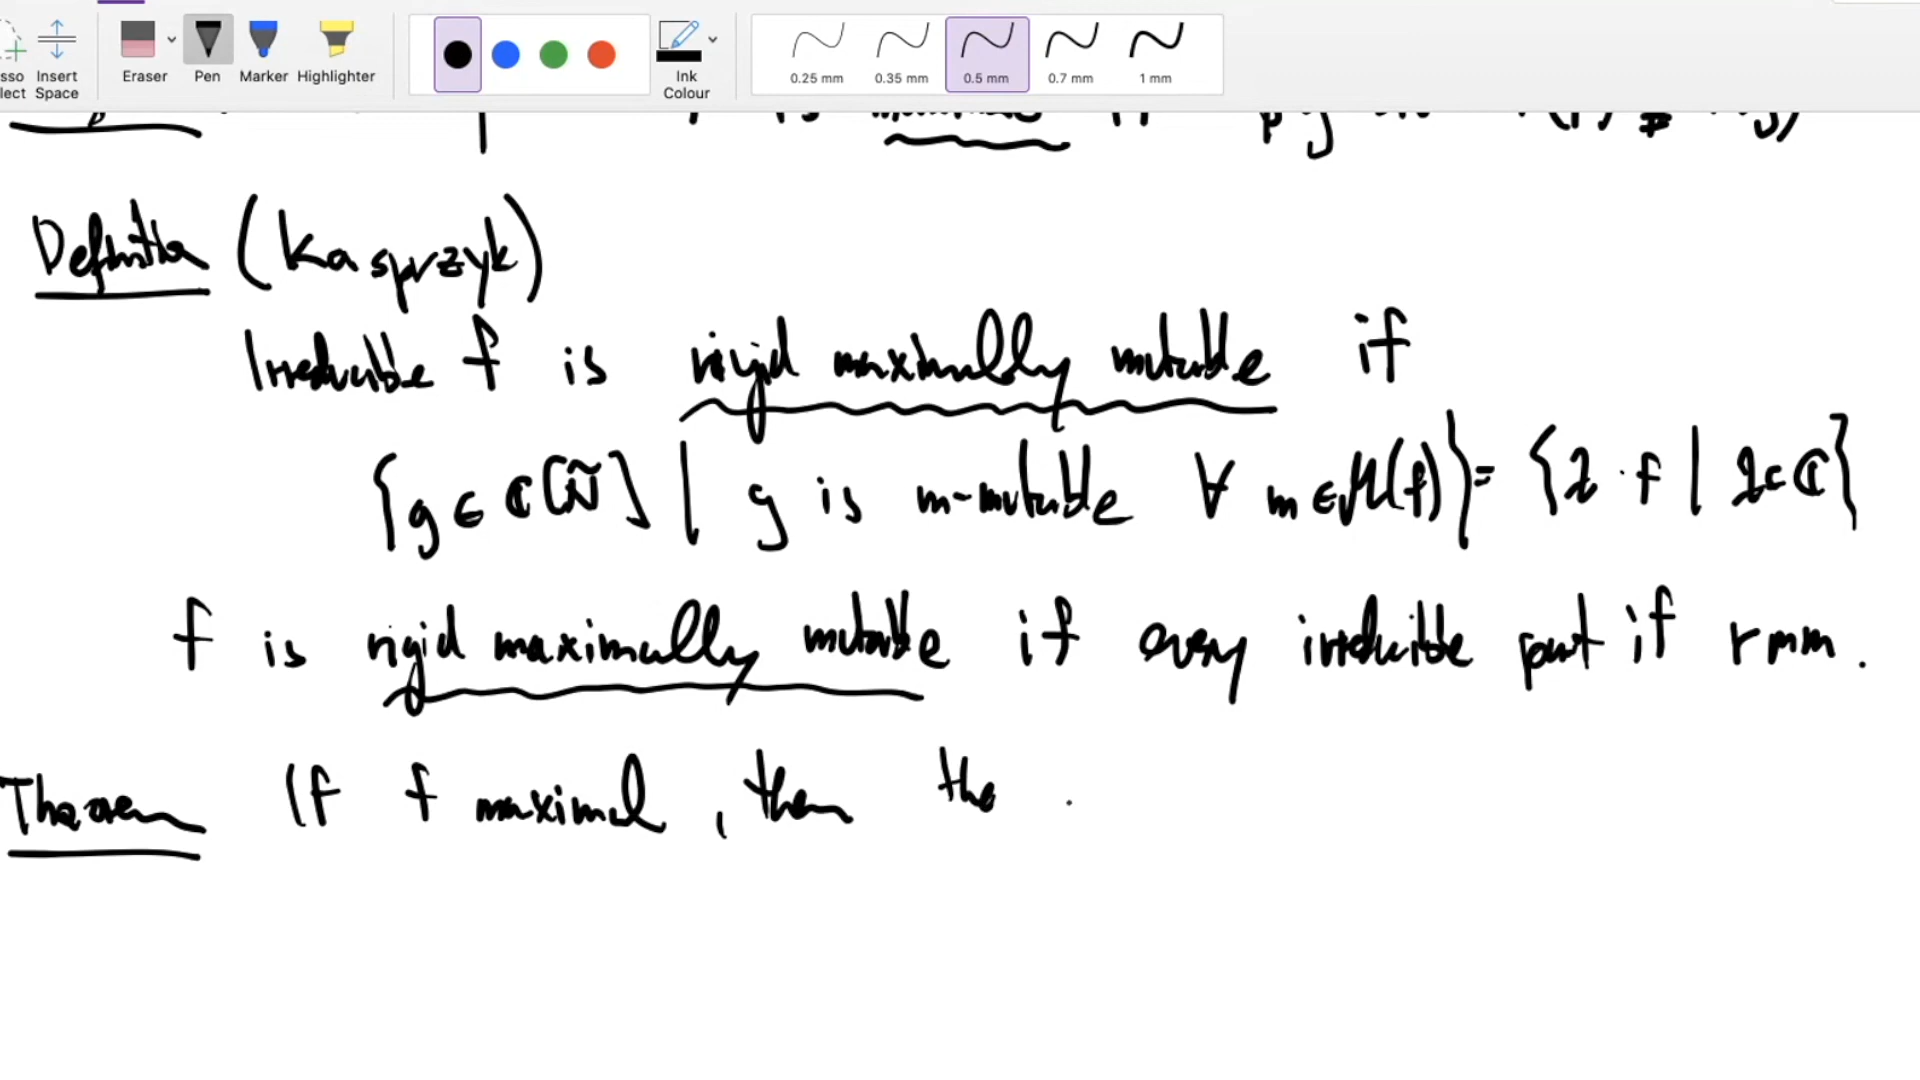 Eraser Pen Marker Highlighter
Insert Space
Ink Colour
0.25 mm 0.35 mm 0.5 mm 0.7 mm 1 mm
is if
Definition (Kasprzyk)
Irreducible f is rigid maximally mutable if
{g ∈ ℂ[Ñ] | g is m-mutable ∀ m ∈ M(f)} = {λ · f | λ ∈ ℂ}
f is rigid maximally mutable if every irreducible part if rmm.
Theorem If f maximal, then the .